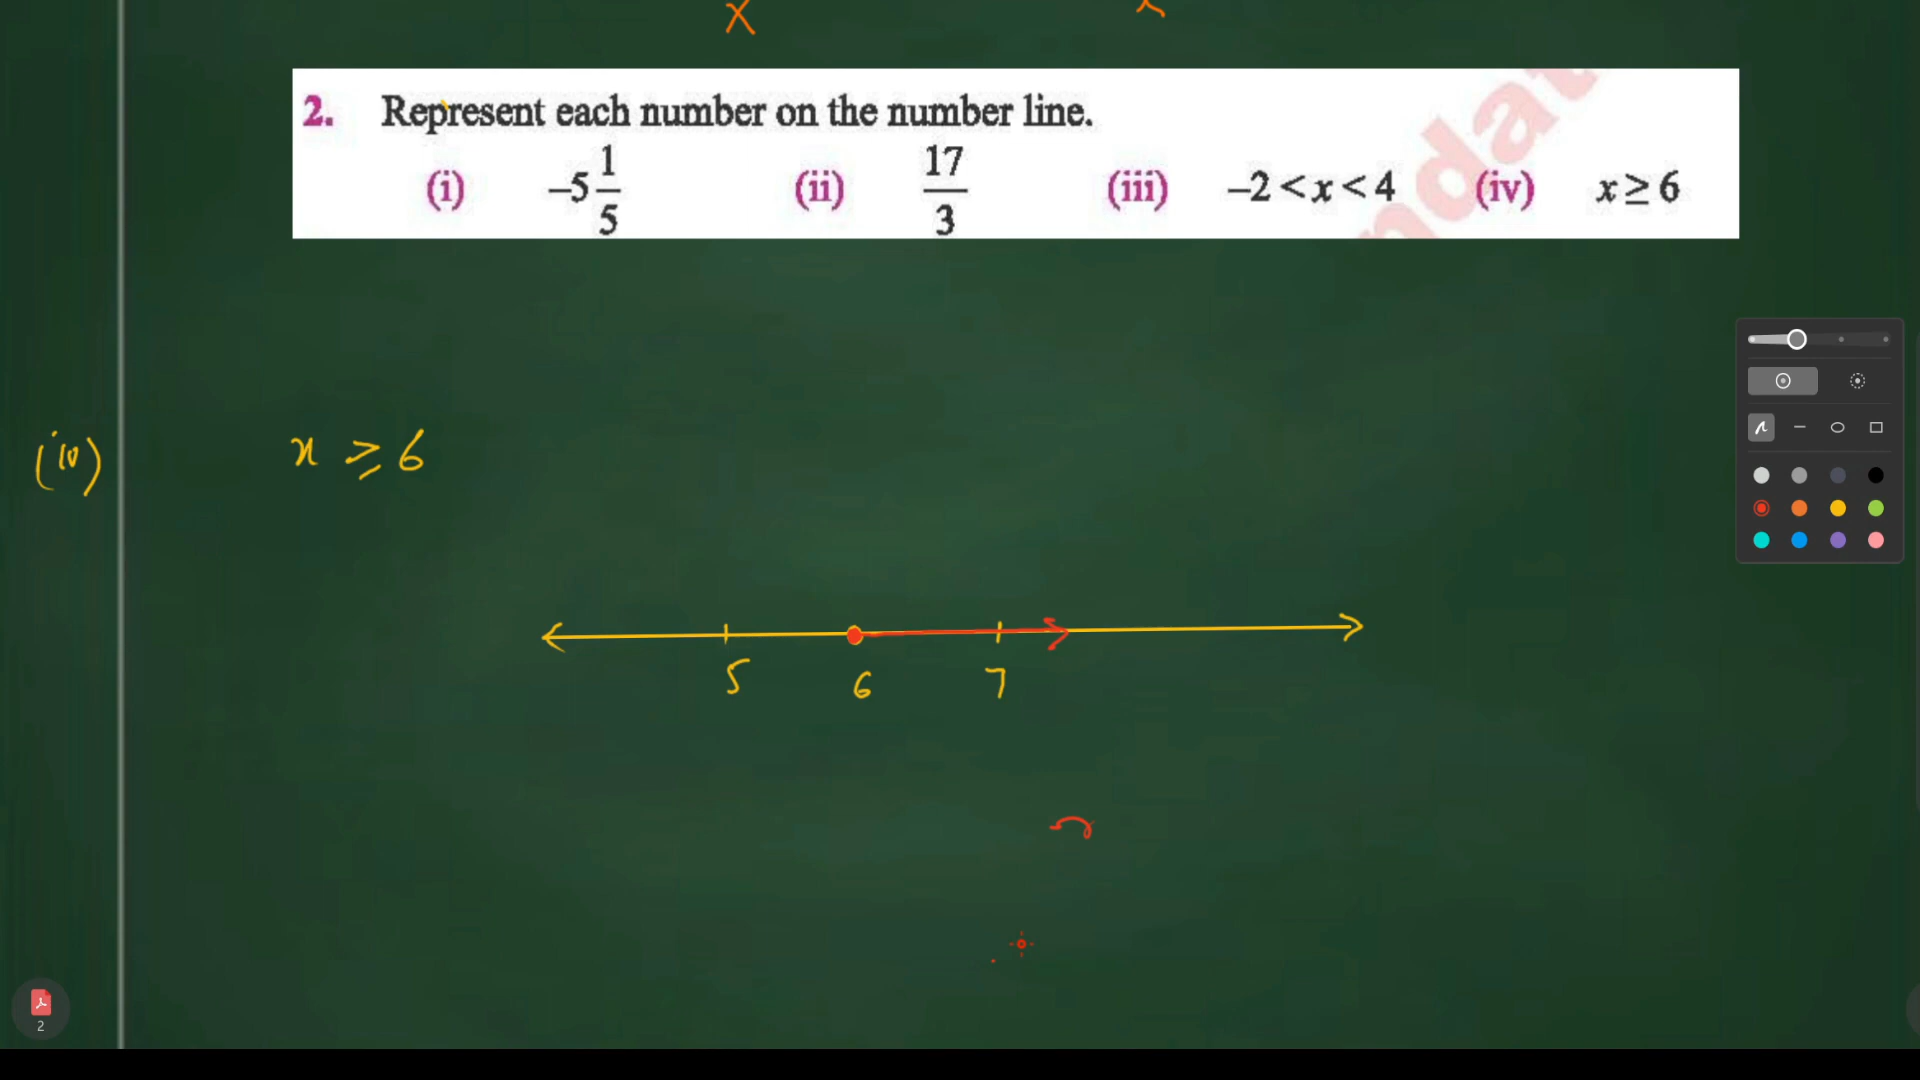 2. Represent each number on the number line.
(i) –5 1/5 (ii) 17/3 (iii) –2 < x < 4 (iv) x ≥ 6
(iv) x ≥ 6
5 6 7
2